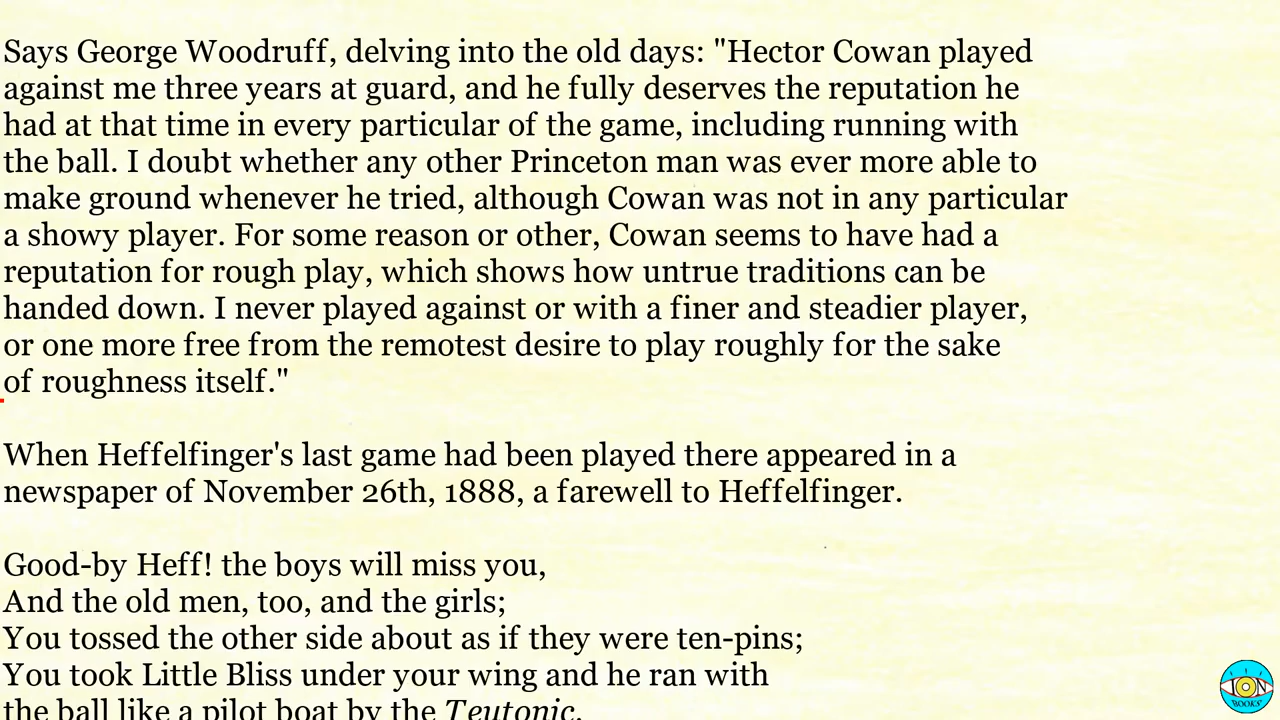 Says George Woodruff, delving into the old days: "Hector Cowan played
against me three years at guard, and he fully deserves the reputation he
had at that time in every particular of the game, including running with
the ball. I doubt whether any other Princeton man was ever more able to
make ground whenever he tried, although Cowan was not in any particular
a showy player. For some reason or other, Cowan seems to have had a
reputation for rough play, which shows how untrue traditions can be
handed down. I never played against or with a finer and steadier player,
or one more free from the remotest desire to play roughly for the sake
of roughness itself."
When Heffelfinger's last game had been played there appeared in a
newspaper of November 26th, 1888, a farewell to Heffelfinger.
Good-by Heff! the boys will miss you,
And the old men, too, and the girls;
You tossed the other side about as if they were ten-pins;
You took Little Bliss under your wing and he ran with
the ball like a pilot boat by the Teutonic.
ION
BOOKS